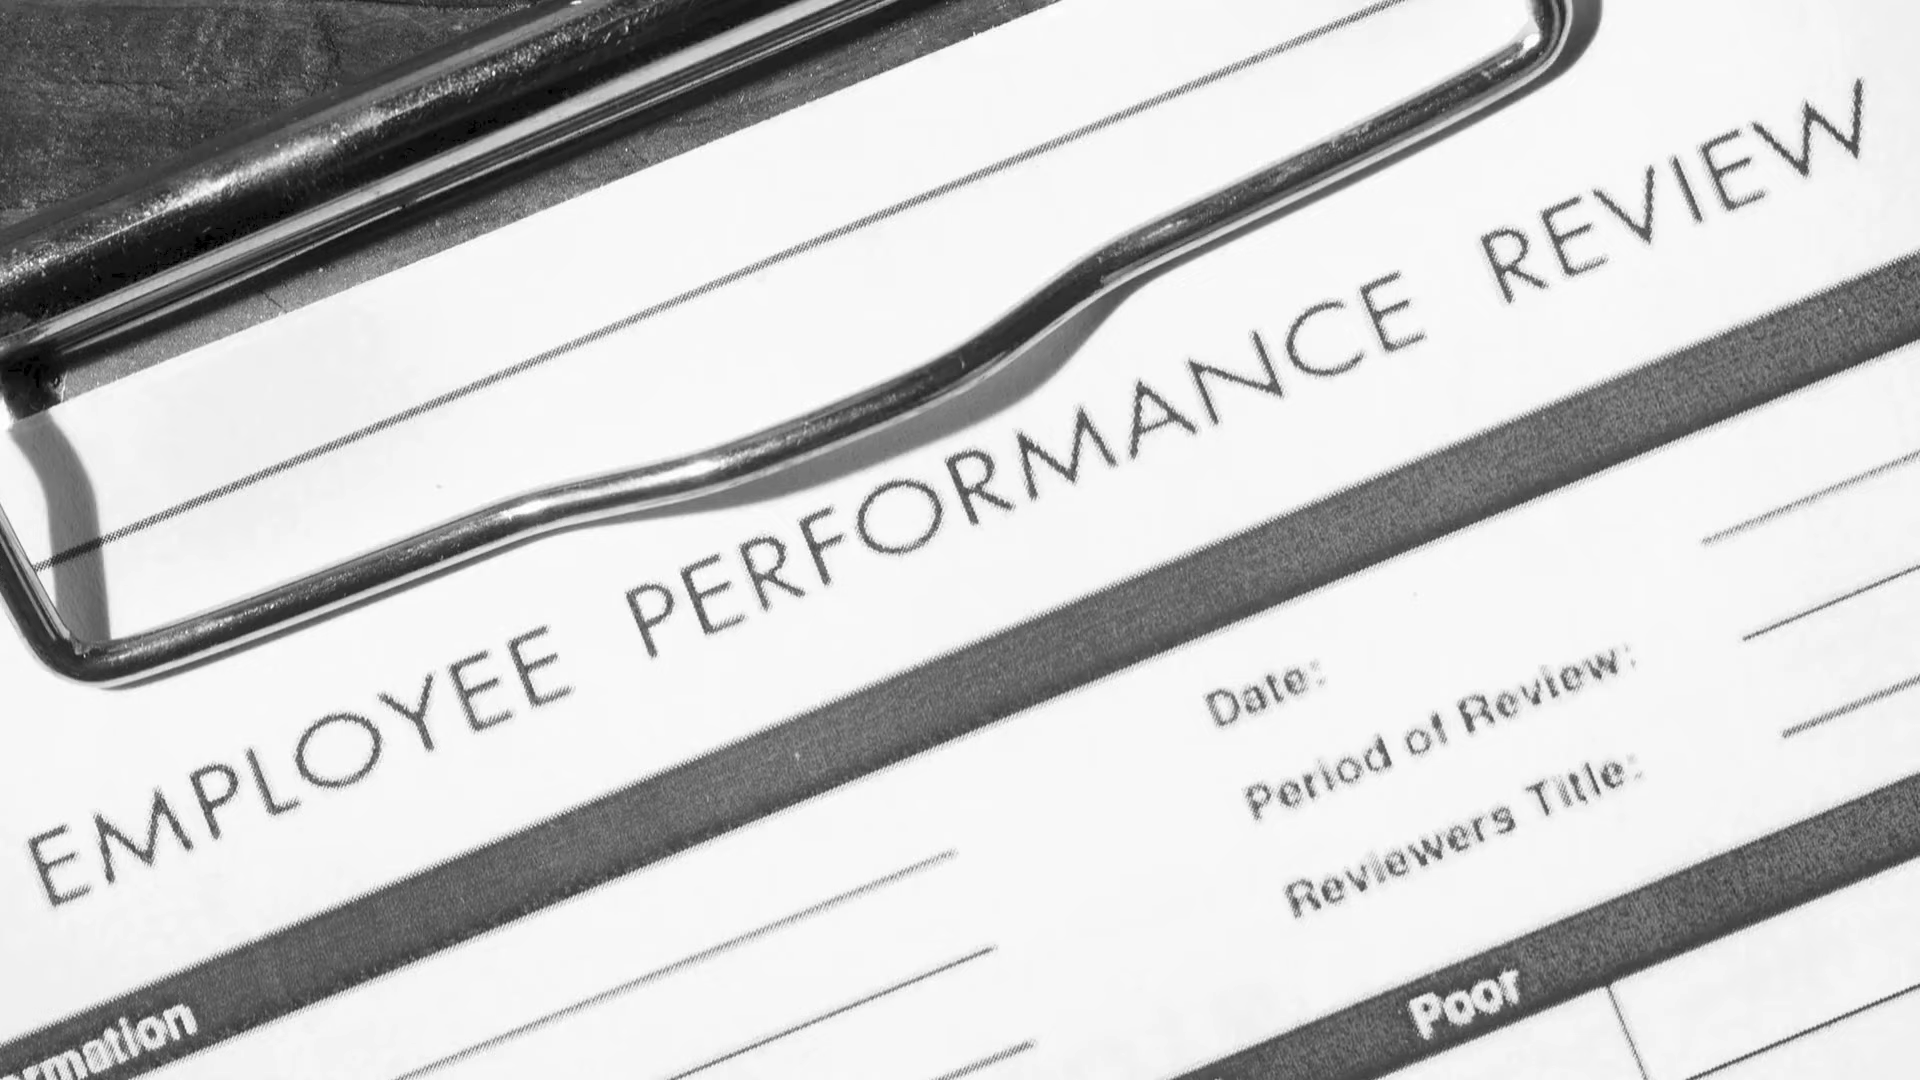 EMPLOYEE PERFORMANCE REVIEW
Date:
Period of Review:
Reviewers Title:
Poor